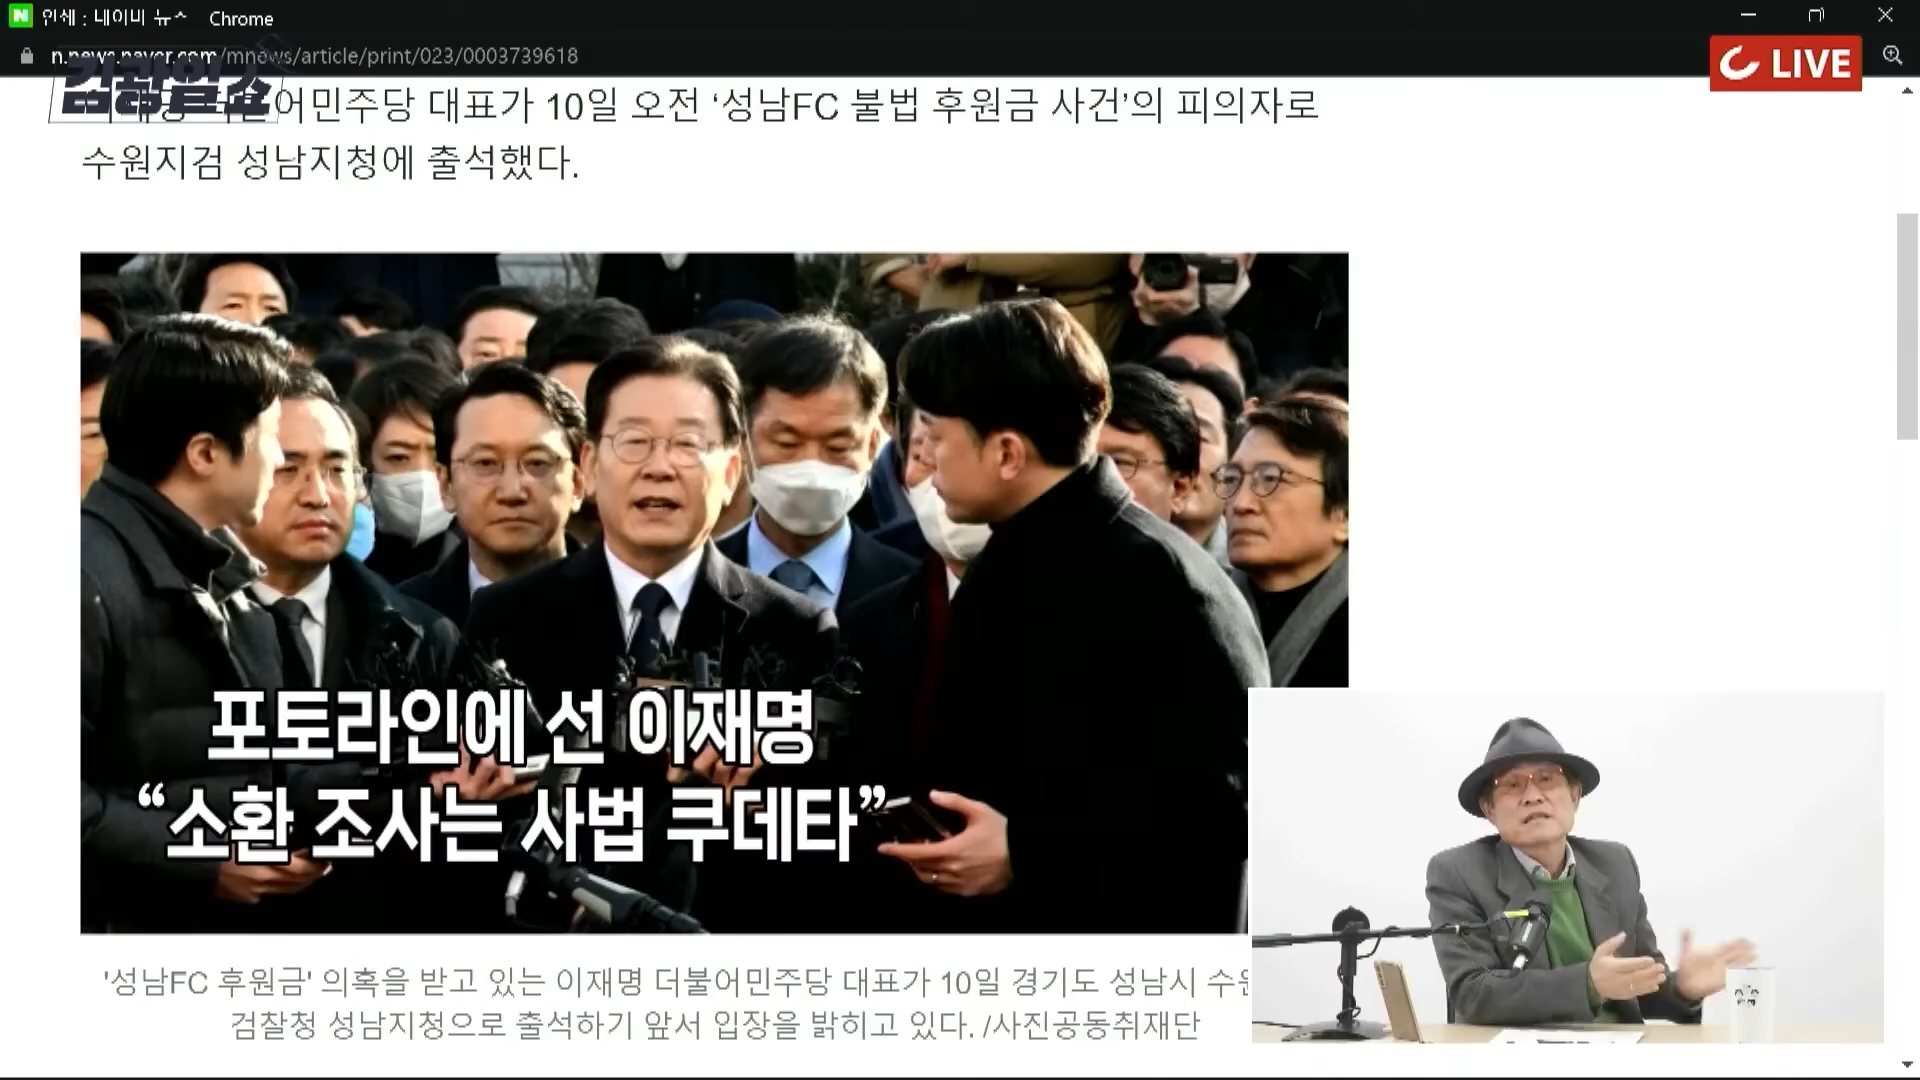 인쇄 : 네이버 뉴스 Chrome
n.news.naver.com/mnews/article/print/023/0003739618
김광일쇼
LIVE
더불어민주당 대표가 10일 오전 ‘성남FC 불법 후원금 사건’의 피의자로
수원지검 성남지청에 출석했다.
포토라인에 선 이재명
“소환 조사는 사법 쿠데타”
'성남FC 후원금' 의혹을 받고 있는 이재명 더불어민주당 대표가 10일 경기도 성남시 수원
검찰청 성남지청으로 출석하기 앞서 입장을 밝히고 있다. /사진공동취재단